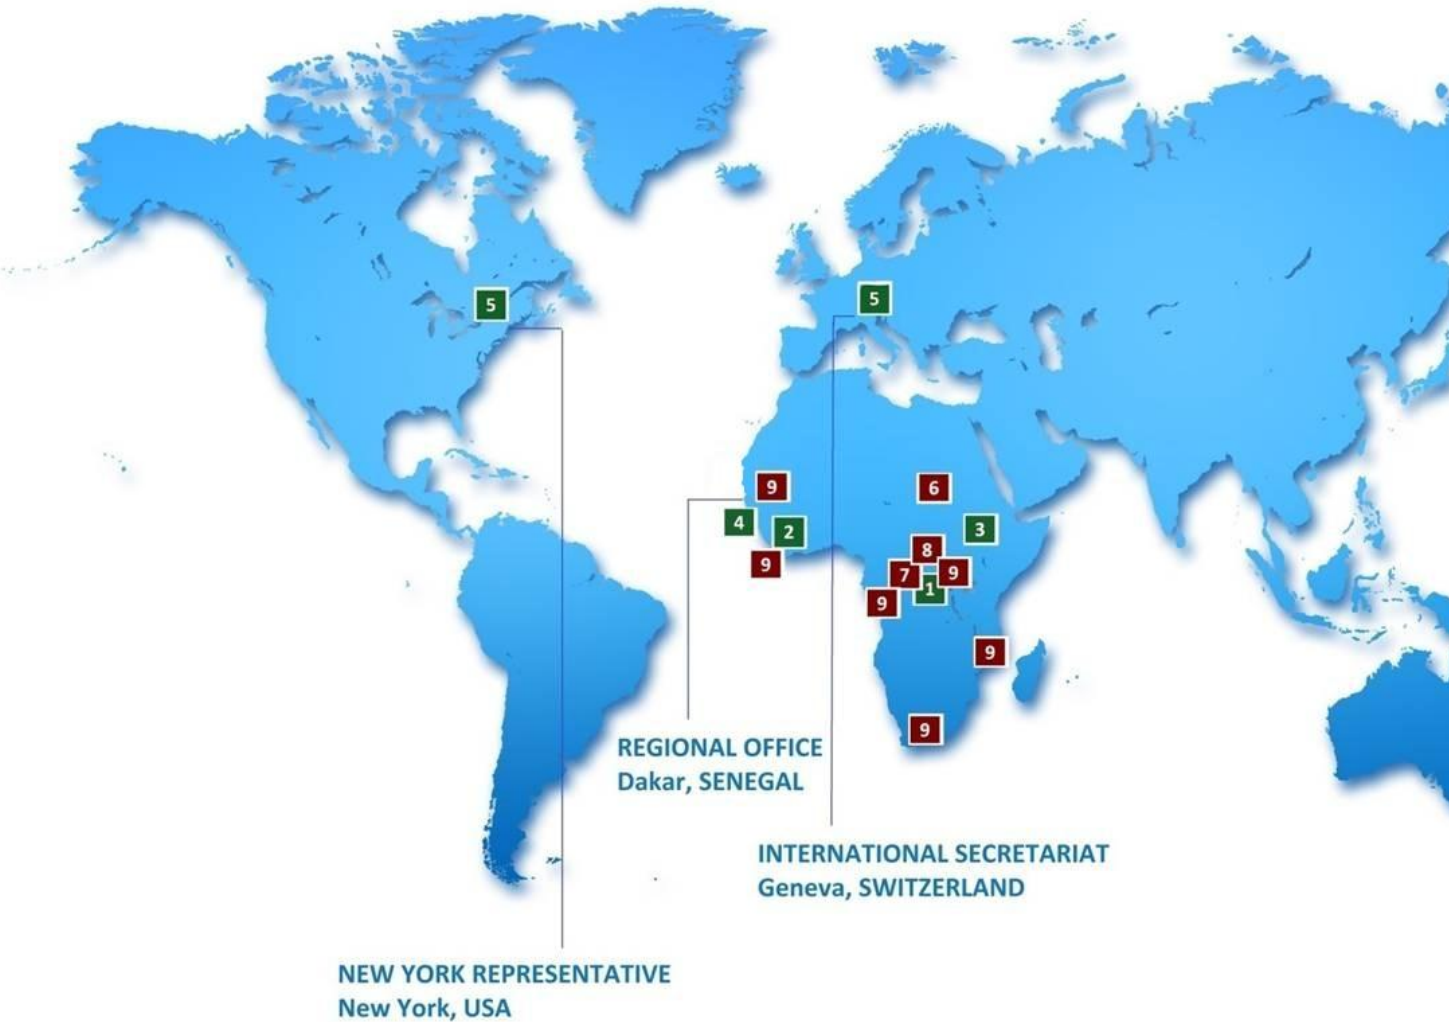 5
5
9
6
4
2
3
8
9
7
9
1
9
9
9
REGIONAL OFFICE
Dakar, SENEGAL
INTERNATIONAL SECRETARIAT
Geneva, SWITZERLAND
NEW YORK REPRESENTATIVE
New York, USA